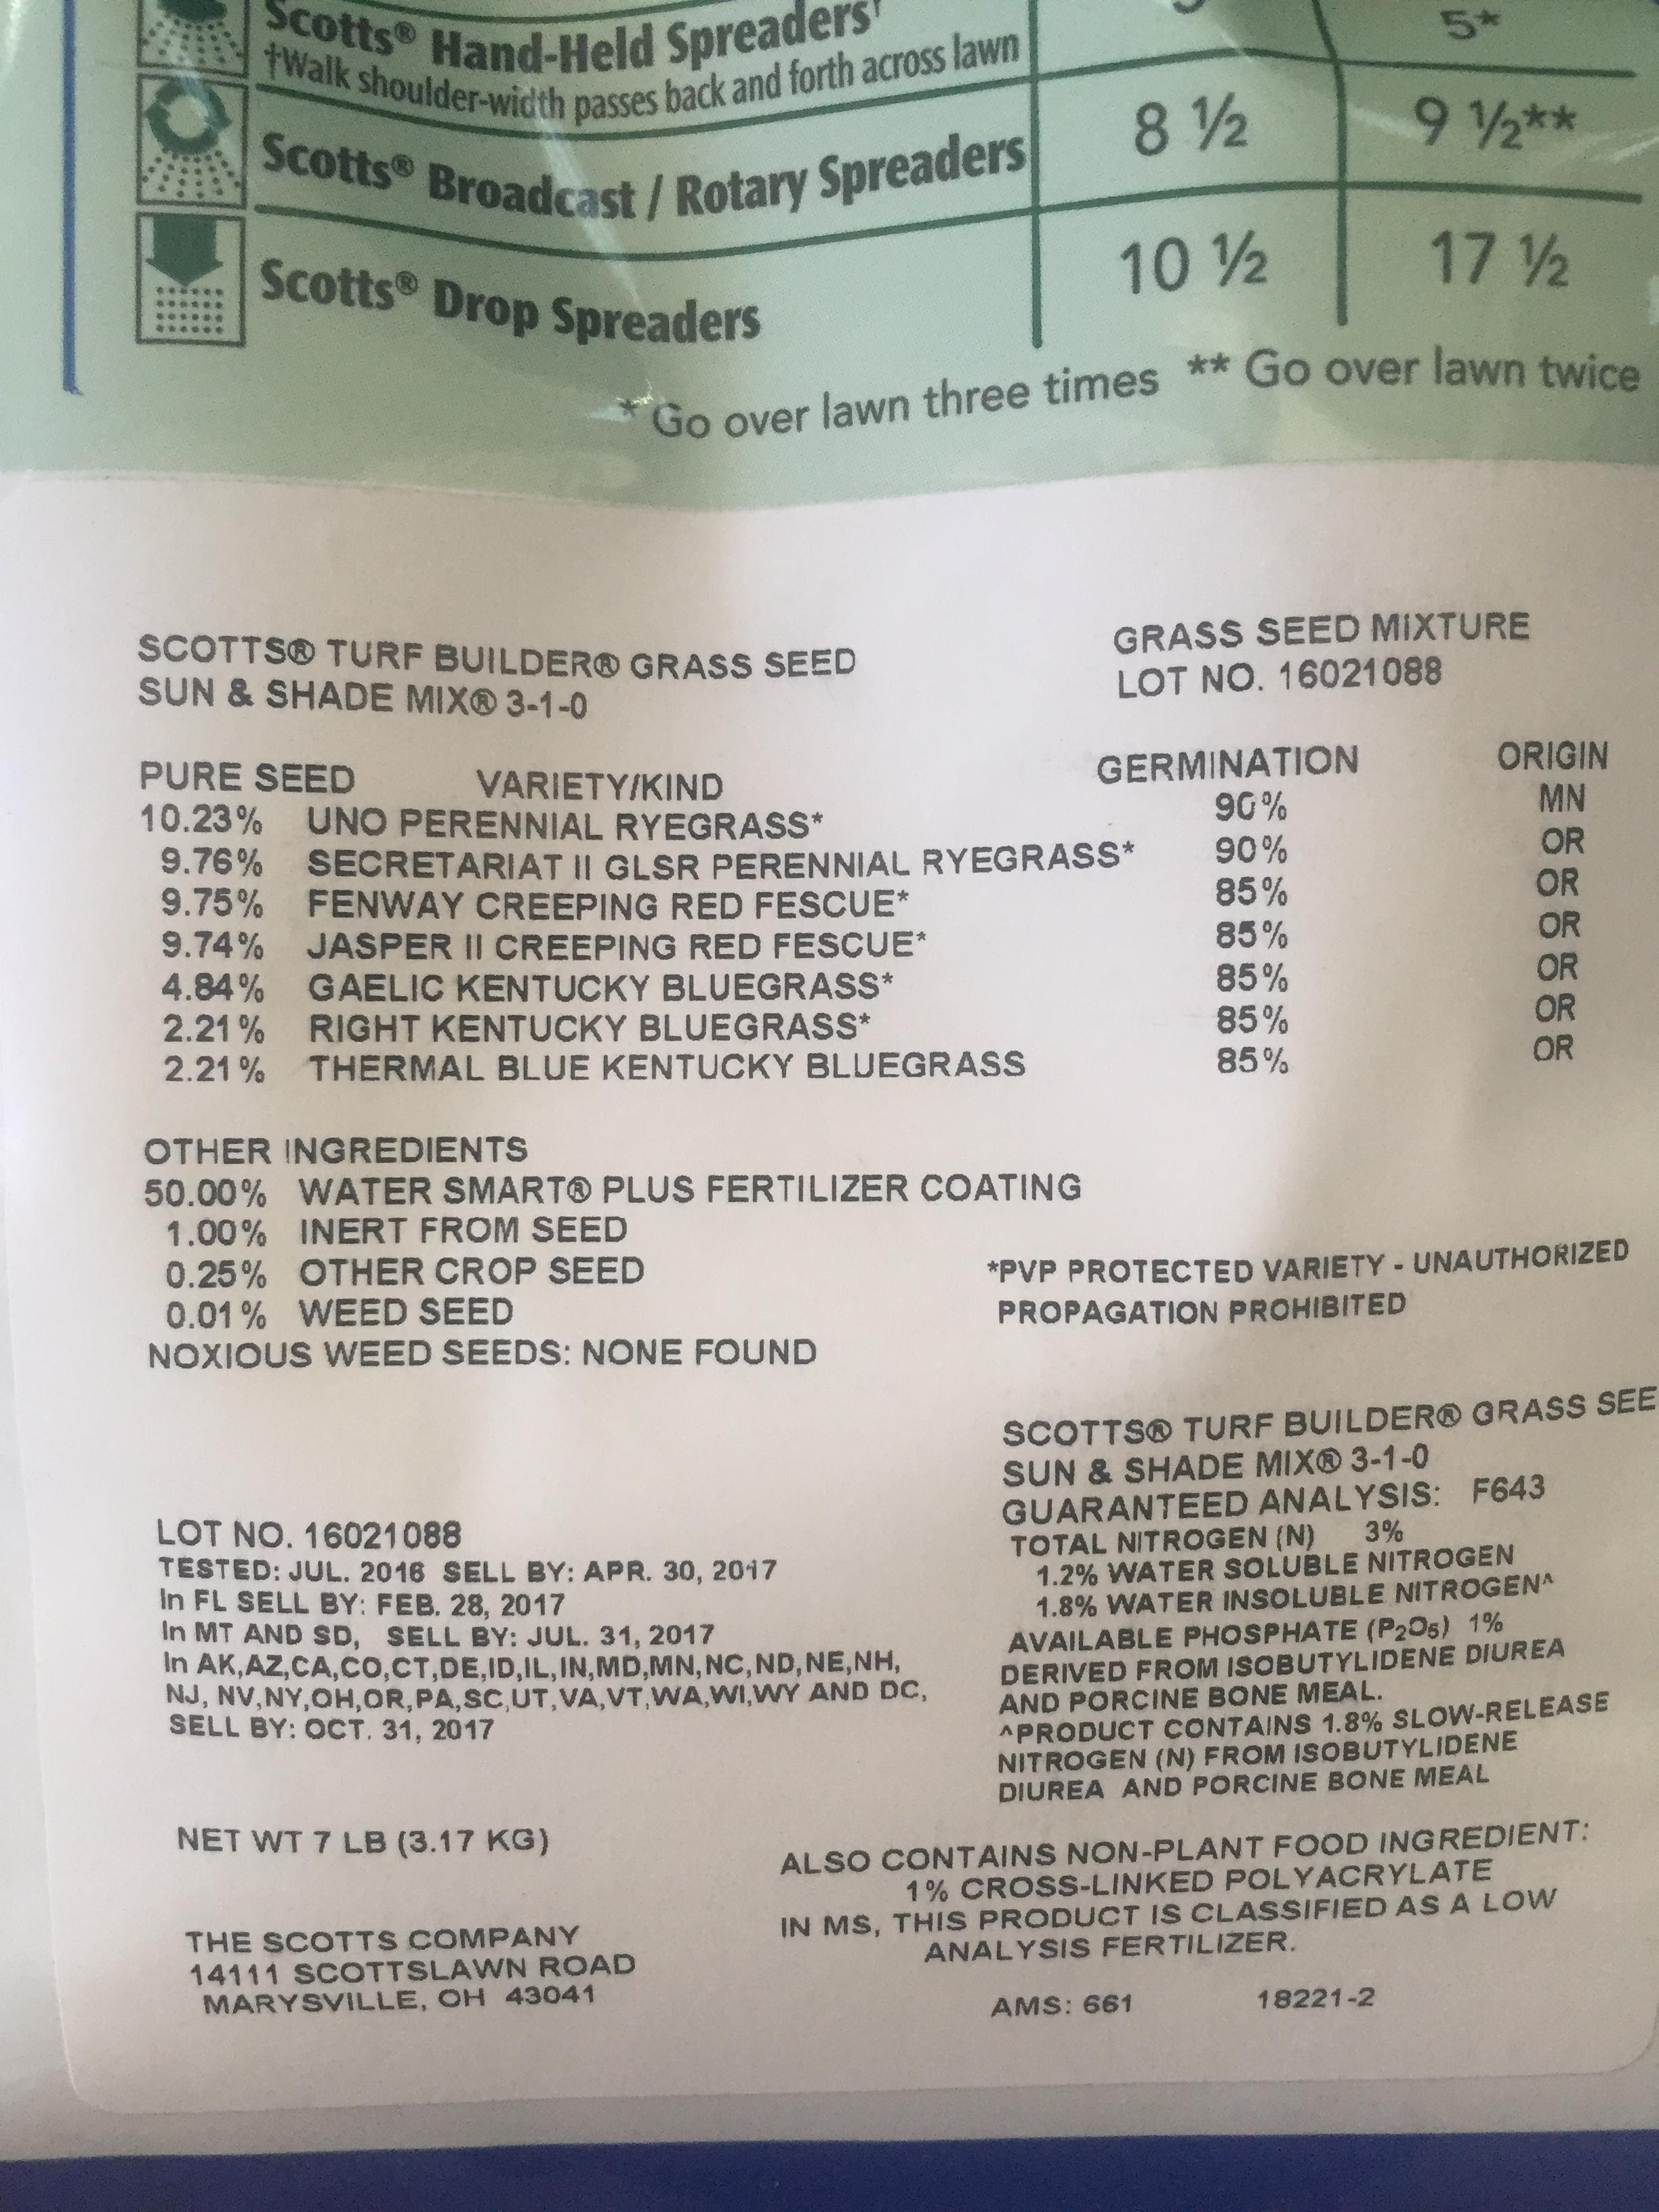 Scotts® Hand-Held Spreaders† 5*
†Walk shoulder-width passes back and forth across lawn
Scotts® Broadcast / Rotary Spreaders 8 ½ 9 ½**
Scotts® Drop Spreaders 10 ½ 17 ½
* Go over lawn three times ** Go over lawn twice
SCOTTS® TURF BUILDER® GRASS SEED GRASS SEED MIXTURE
SUN & SHADE MIX® 3-1-0 LOT NO. 16021088
PURE SEED VARIETY/KIND GERMINATION ORIGIN
10.23% UNO PERENNIAL RYEGRASS* 90% MN
9.76% SECRETARIAT II GLSR PERENNIAL RYEGRASS* 90% OR
9.75% FENWAY CREEPING RED FESCUE* 85% OR
9.74% JASPER II CREEPING RED FESCUE* 85% OR
4.84% GAELIC KENTUCKY BLUEGRASS* 85% OR
2.21% RIGHT KENTUCKY BLUEGRASS* 85% OR
2.21% THERMAL BLUE KENTUCKY BLUEGRASS 85% OR
OTHER INGREDIENTS
50.00% WATER SMART® PLUS FERTILIZER COATING
1.00% INERT FROM SEED
0.25% OTHER CROP SEED
0.01% WEED SEED
NOXIOUS WEED SEEDS: NONE FOUND
*PVP PROTECTED VARIETY - UNAUTHORIZED
PROPAGATION PROHIBITED
LOT NO. 16021088
TESTED: JUL. 2016 SELL BY: APR. 30, 2017
In FL SELL BY: FEB. 28, 2017
In MT AND SD, SELL BY: JUL. 31, 2017
In AK,AZ,CA,CO,CT,DE,ID,IL,IN,MD,MN,NC,ND,NE,NH,
NJ, NV,NY,OH,OR,PA,SC,UT,VA,VT,WA,WI,WY AND DC,
SELL BY: OCT. 31, 2017
NET WT 7 LB (3.17 KG)
THE SCOTTS COMPANY
14111 SCOTTSLAWN ROAD
MARYSVILLE, OH 43041
SCOTTS® TURF BUILDER® GRASS SEE
SUN & SHADE MIX® 3-1-0
GUARANTEED ANALYSIS: F643
TOTAL NITROGEN (N) 3%
1.2% WATER SOLUBLE NITROGEN
1.8% WATER INSOLUBLE NITROGEN^
AVAILABLE PHOSPHATE (P₂O₅) 1%
DERIVED FROM ISOBUTYLIDENE DIUREA
AND PORCINE BONE MEAL.
^PRODUCT CONTAINS 1.8% SLOW-RELEASE
NITROGEN (N) FROM ISOBUTYLIDENE
DIUREA AND PORCINE BONE MEAL
ALSO CONTAINS NON-PLANT FOOD INGREDIENT:
1% CROSS-LINKED POLYACRYLATE
IN MS, THIS PRODUCT IS CLASSIFIED AS A LOW
ANALYSIS FERTILIZER.
AMS: 661 18221-2